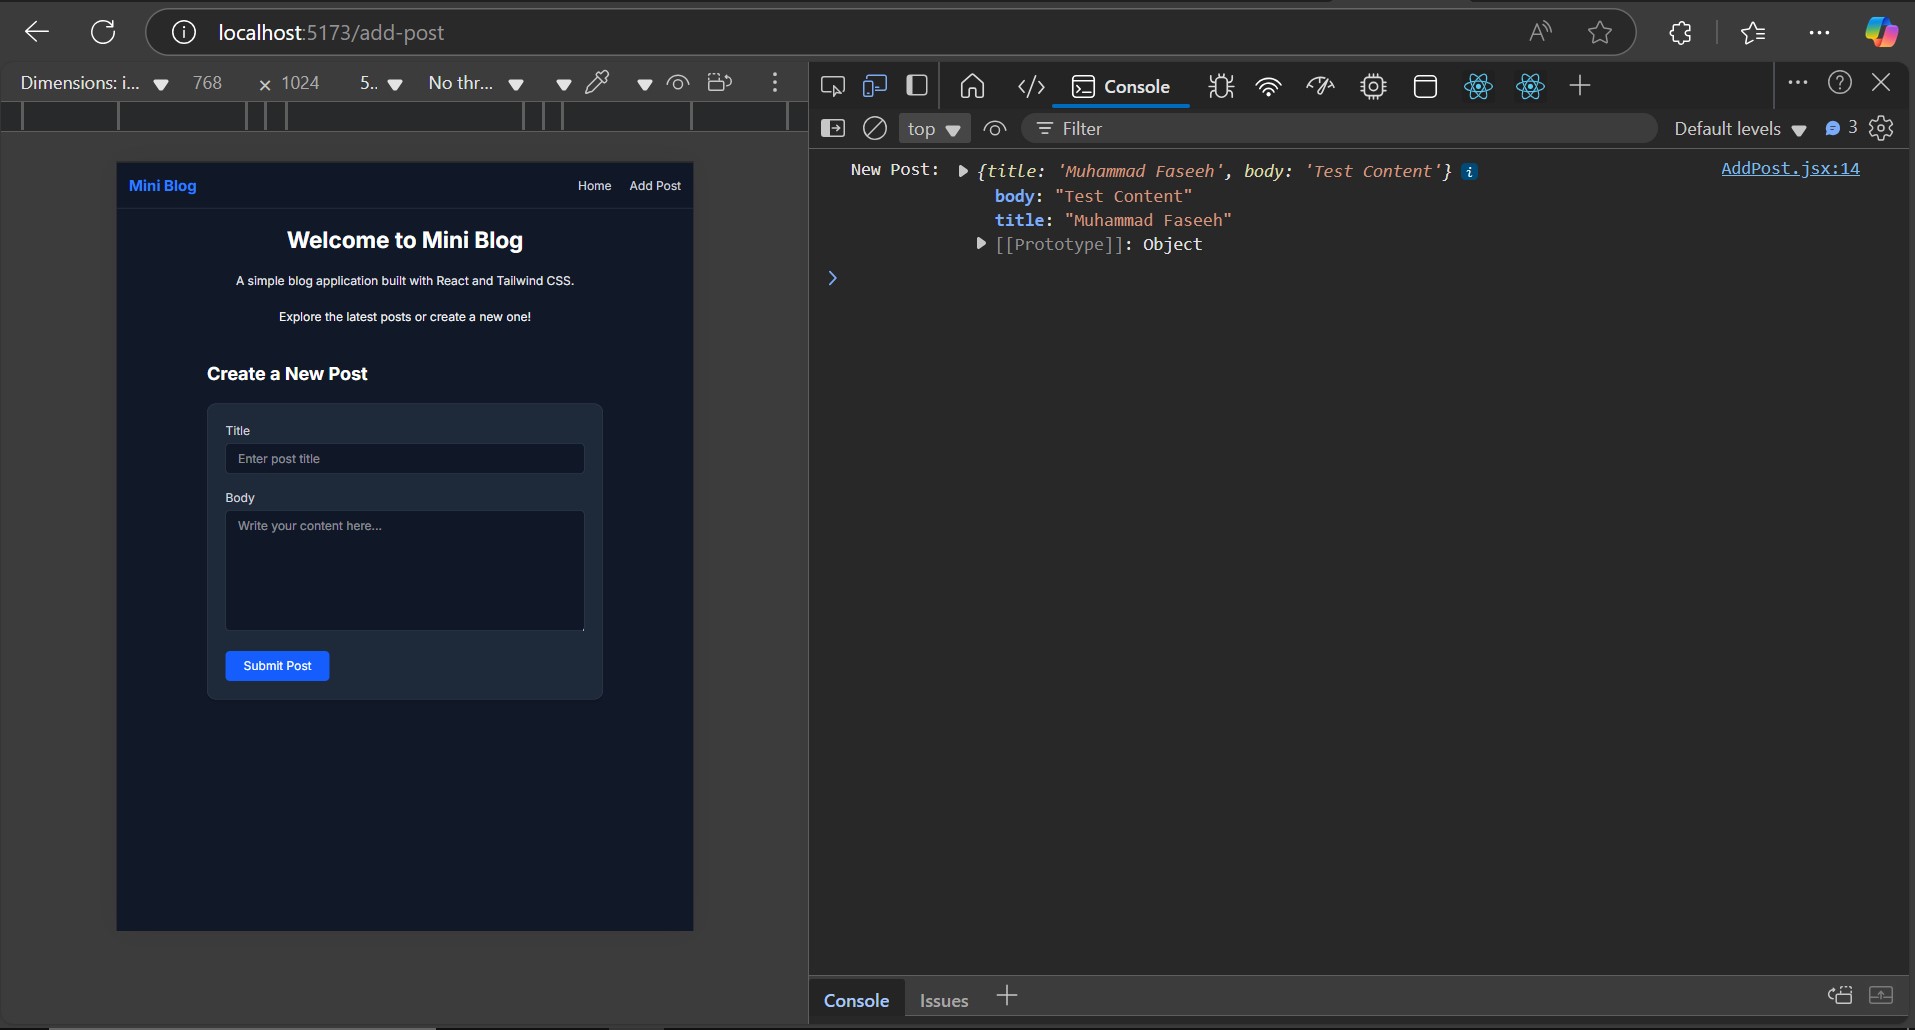 localhost:5173/add-post
Dimensions: i... 768 × 1024 5.. No thr...
Console
top Filter Default levels 3
Mini Blog Home Add Post
Welcome to Mini Blog
A simple blog application built with React and Tailwind CSS.
Explore the latest posts or create a new one!
Create a New Post
Title
Enter post title
Body
Write your content here...
Submit Post
New Post: {title: 'Muhammad Faseeh', body: 'Test Content'} i AddPost.jsx:14
body: "Test Content"
title: "Muhammad Faseeh"
[[Prototype]]: Object
Console Issues